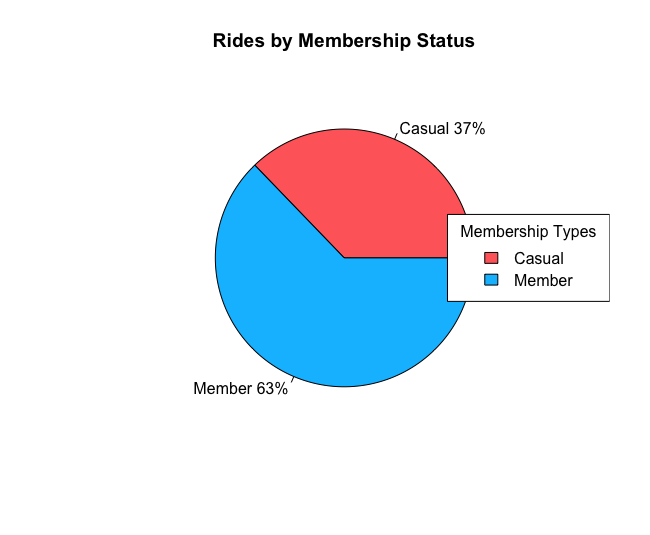 Rides by Membership Status
Casual 37%
Membership Types
Casual
Member
Member 63%